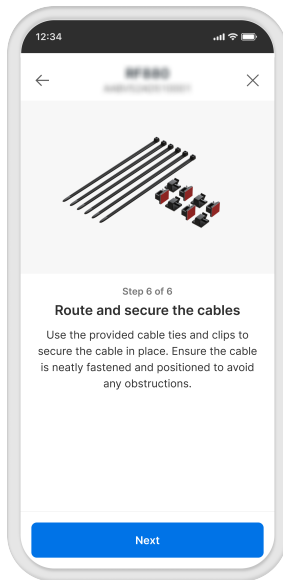 12:34
Step 6 of 6
Route and secure the cables
Use the provided cable ties and clips to
secure the cable in place. Ensure the cable
is neatly fastened and positioned to avoid
any obstructions.
Next